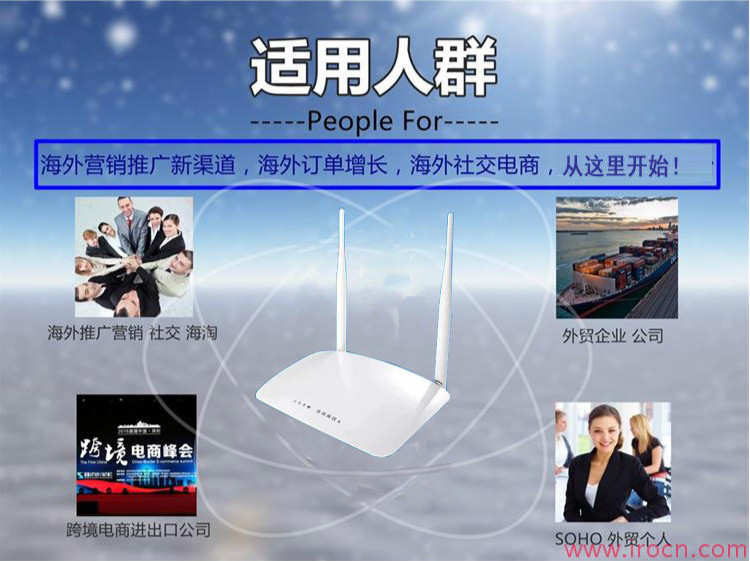 适用人群
-----People For-----
海外营销推广新渠道，海外订单增长，海外社交电商，从这里开始！
海外推广营销 社交 海淘
外贸企业 公司
跨境电商峰会
跨境电商进出口公司
SOHO 外贸个人
www.frocn.com